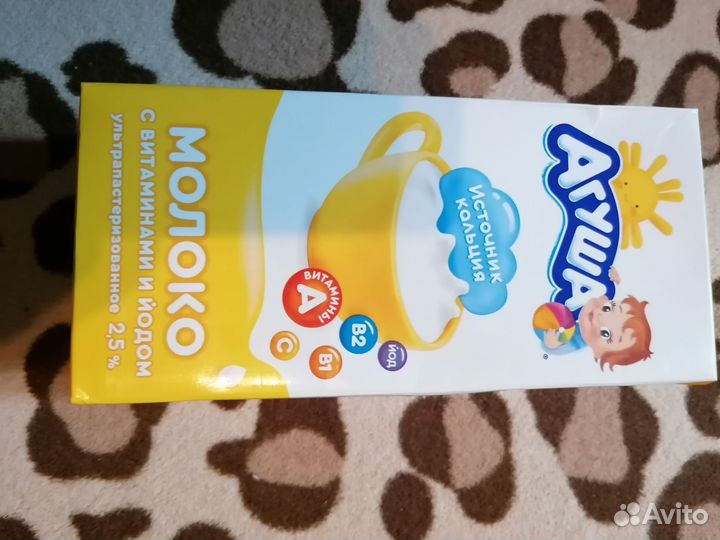 АГУША
®
ИСТОЧНИК
КАЛЬЦИЯ
ВИТАМИНЫ
A
B2
йод
C
B1
МОЛОКО
С ВИТАМИНАМИ И ЙОДОМ
ультрапастеризованное 2,5%
Avito